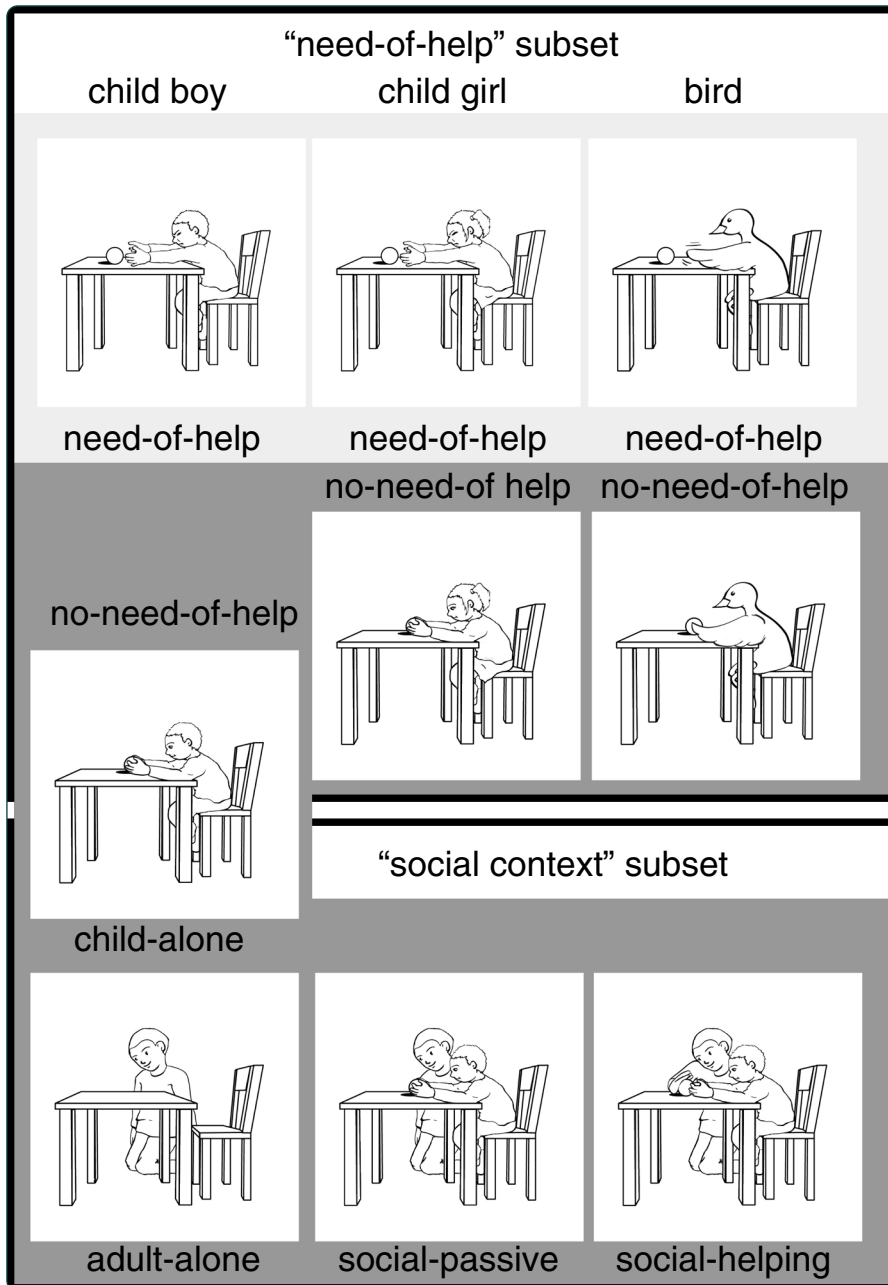 “need-of-help” subset
child boy child girl bird
need-of-help need-of-help need-of-help
no-need-of help no-need-of-help
no-need-of-help
“social context” subset
child-alone
adult-alone social-passive social-helping